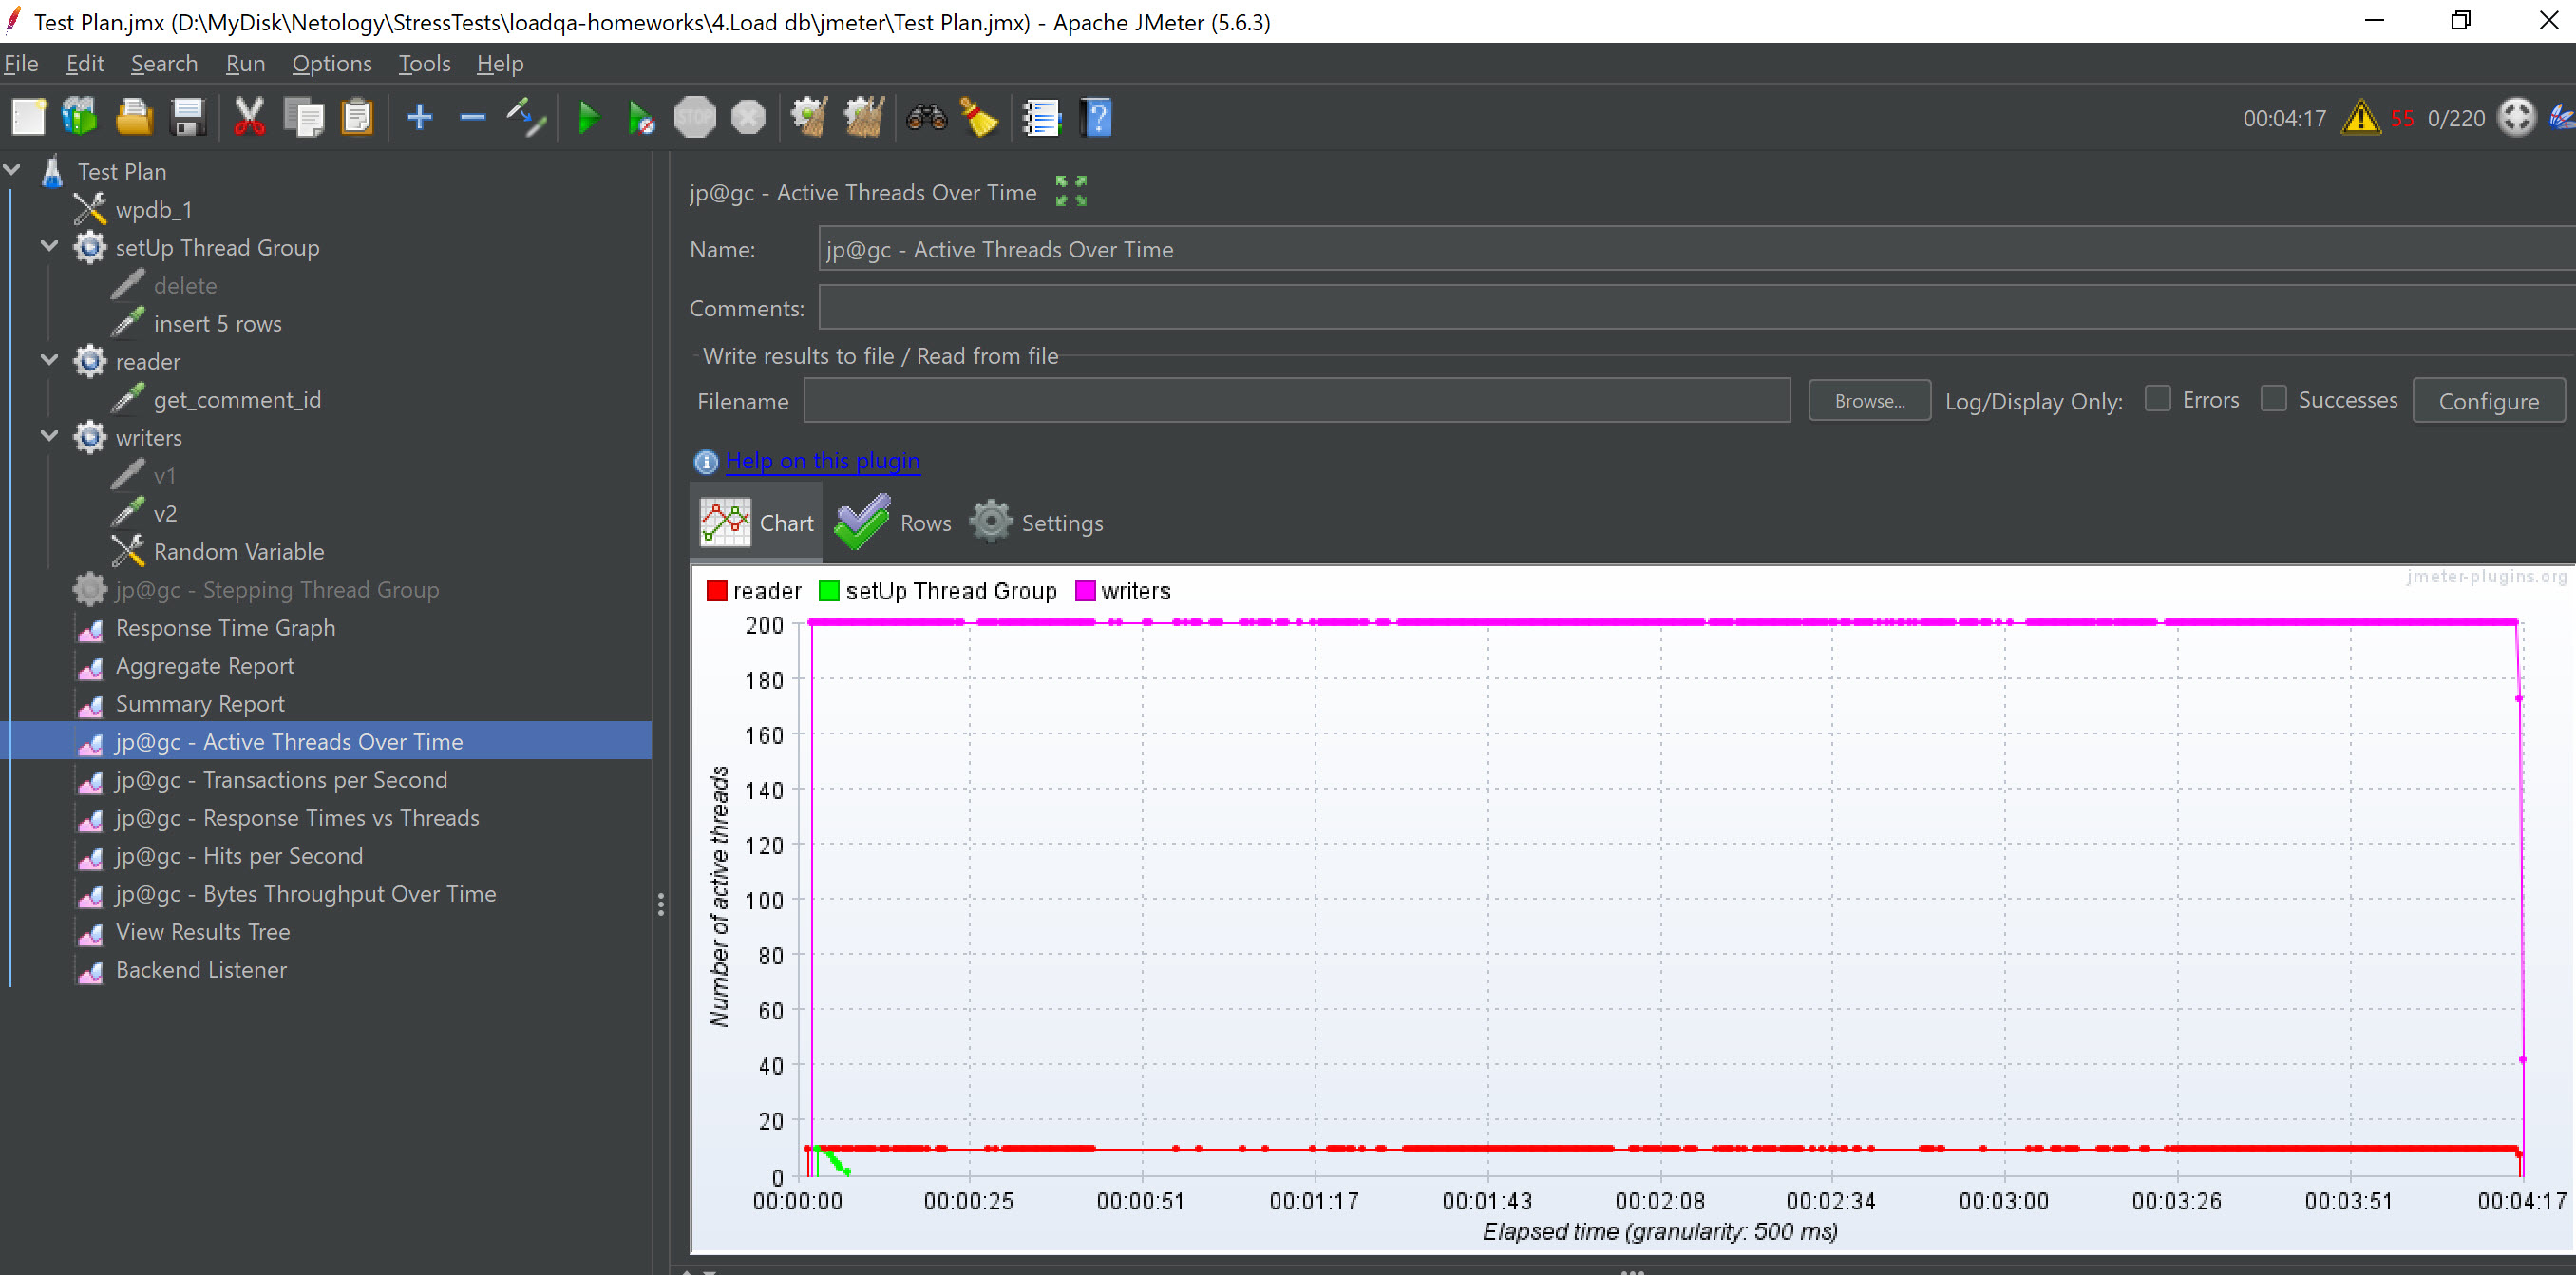 Test Plan.jmx (D:\MyDisk\Netology\StressTests\loadqa-homeworks\4.Load db\jmeter\Test Plan.jmx) - Apache JMeter (5.6.3)
File Edit Search Run Options Tools Help
STOP 00:04:17 55 0/220
Test Plan
wpdb_1
setUp Thread Group
delete
insert 5 rows
reader
get_comment_id
writers
v1
v2
Random Variable
jp@gc - Stepping Thread Group
Response Time Graph
Aggregate Report
Summary Report
jp@gc - Active Threads Over Time
jp@gc - Transactions per Second
jp@gc - Response Times vs Threads
jp@gc - Hits per Second
jp@gc - Bytes Throughput Over Time
View Results Tree
Backend Listener
jp@gc - Active Threads Over Time
Name: jp@gc - Active Threads Over Time
Comments:
Write results to file / Read from file
Filename Browse... Log/Display Only: Errors Successes Configure
Help on this plugin
Chart Rows Settings
jmeter-plugins.org
reader setUp Thread Group writers
200
180
160
140
120
100
80
60
40
20
0
Number of active threads
00:00:00 00:00:25 00:00:51 00:01:17 00:01:43 00:02:08 00:02:34 00:03:00 00:03:26 00:03:51 00:04:17
Elapsed time (granularity: 500 ms)